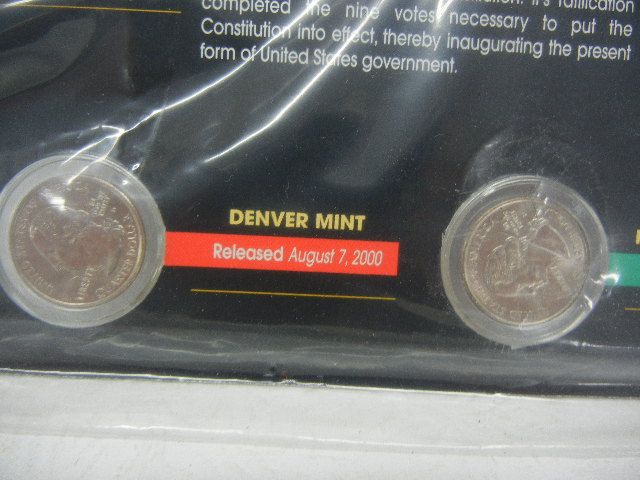 completed the nine votes necessary to put the
Constitution into effect, thereby inaugurating the present
form of United States government.
DENVER MINT
Released August 7, 2000
LIBERTY